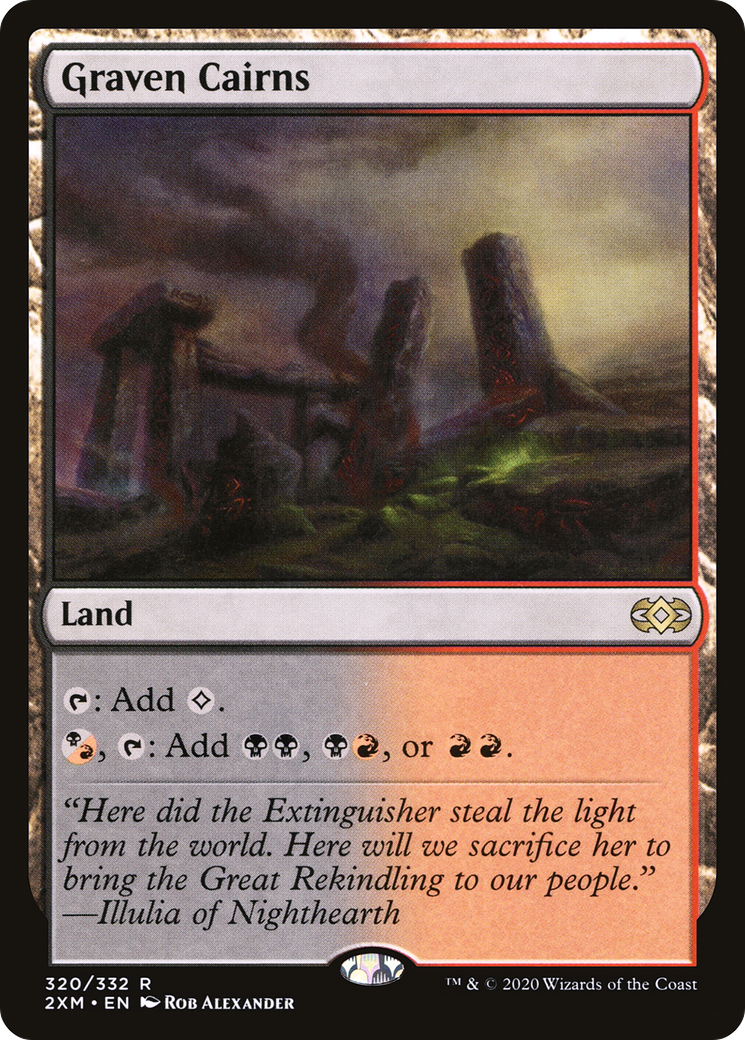 Graven Cairns
Land
: Add .
, : Add , , or .
“Here did the Extinguisher steal the light
from the world. Here will we sacrifice her to
bring the Great Rekindling to our people.”
—Illulia of Nighthearth
320/332 R
2XM • EN Rob Alexander
™ & © 2020 Wizards of the Coast